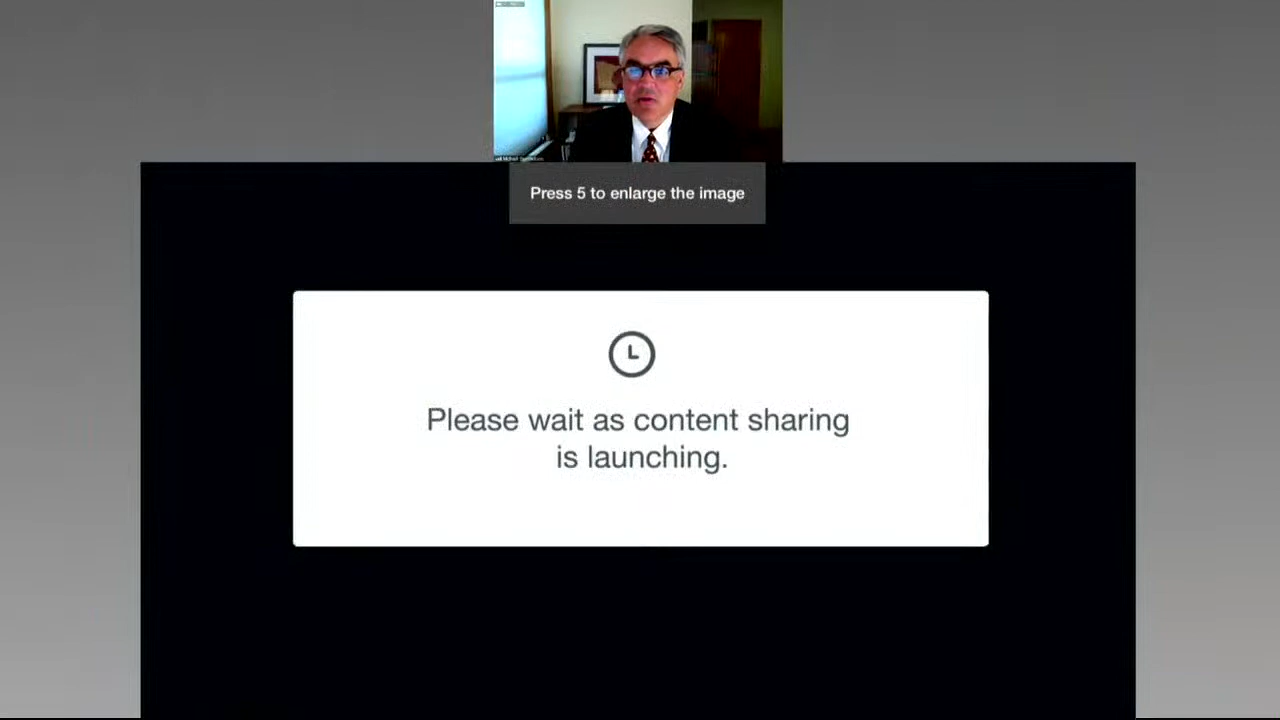 Press 5 to enlarge the image
Please wait as content sharing
is launching.